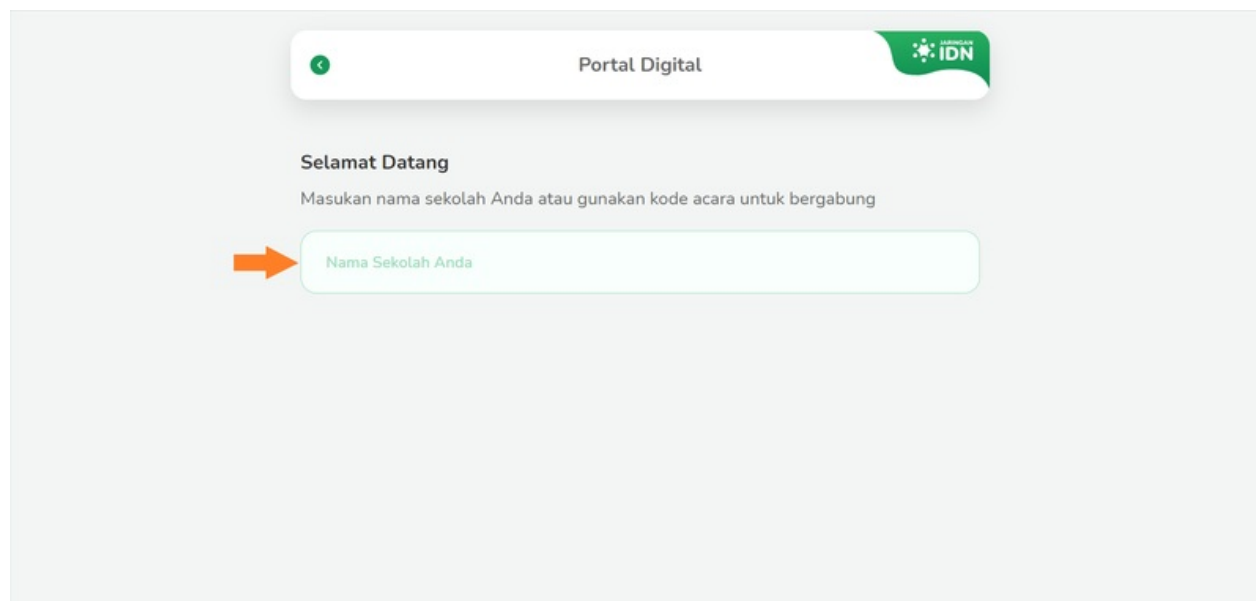 Portal Digital
JARINGAN
IDN
Selamat Datang
Masukan nama sekolah Anda atau gunakan kode acara untuk bergabung
Nama Sekolah Anda